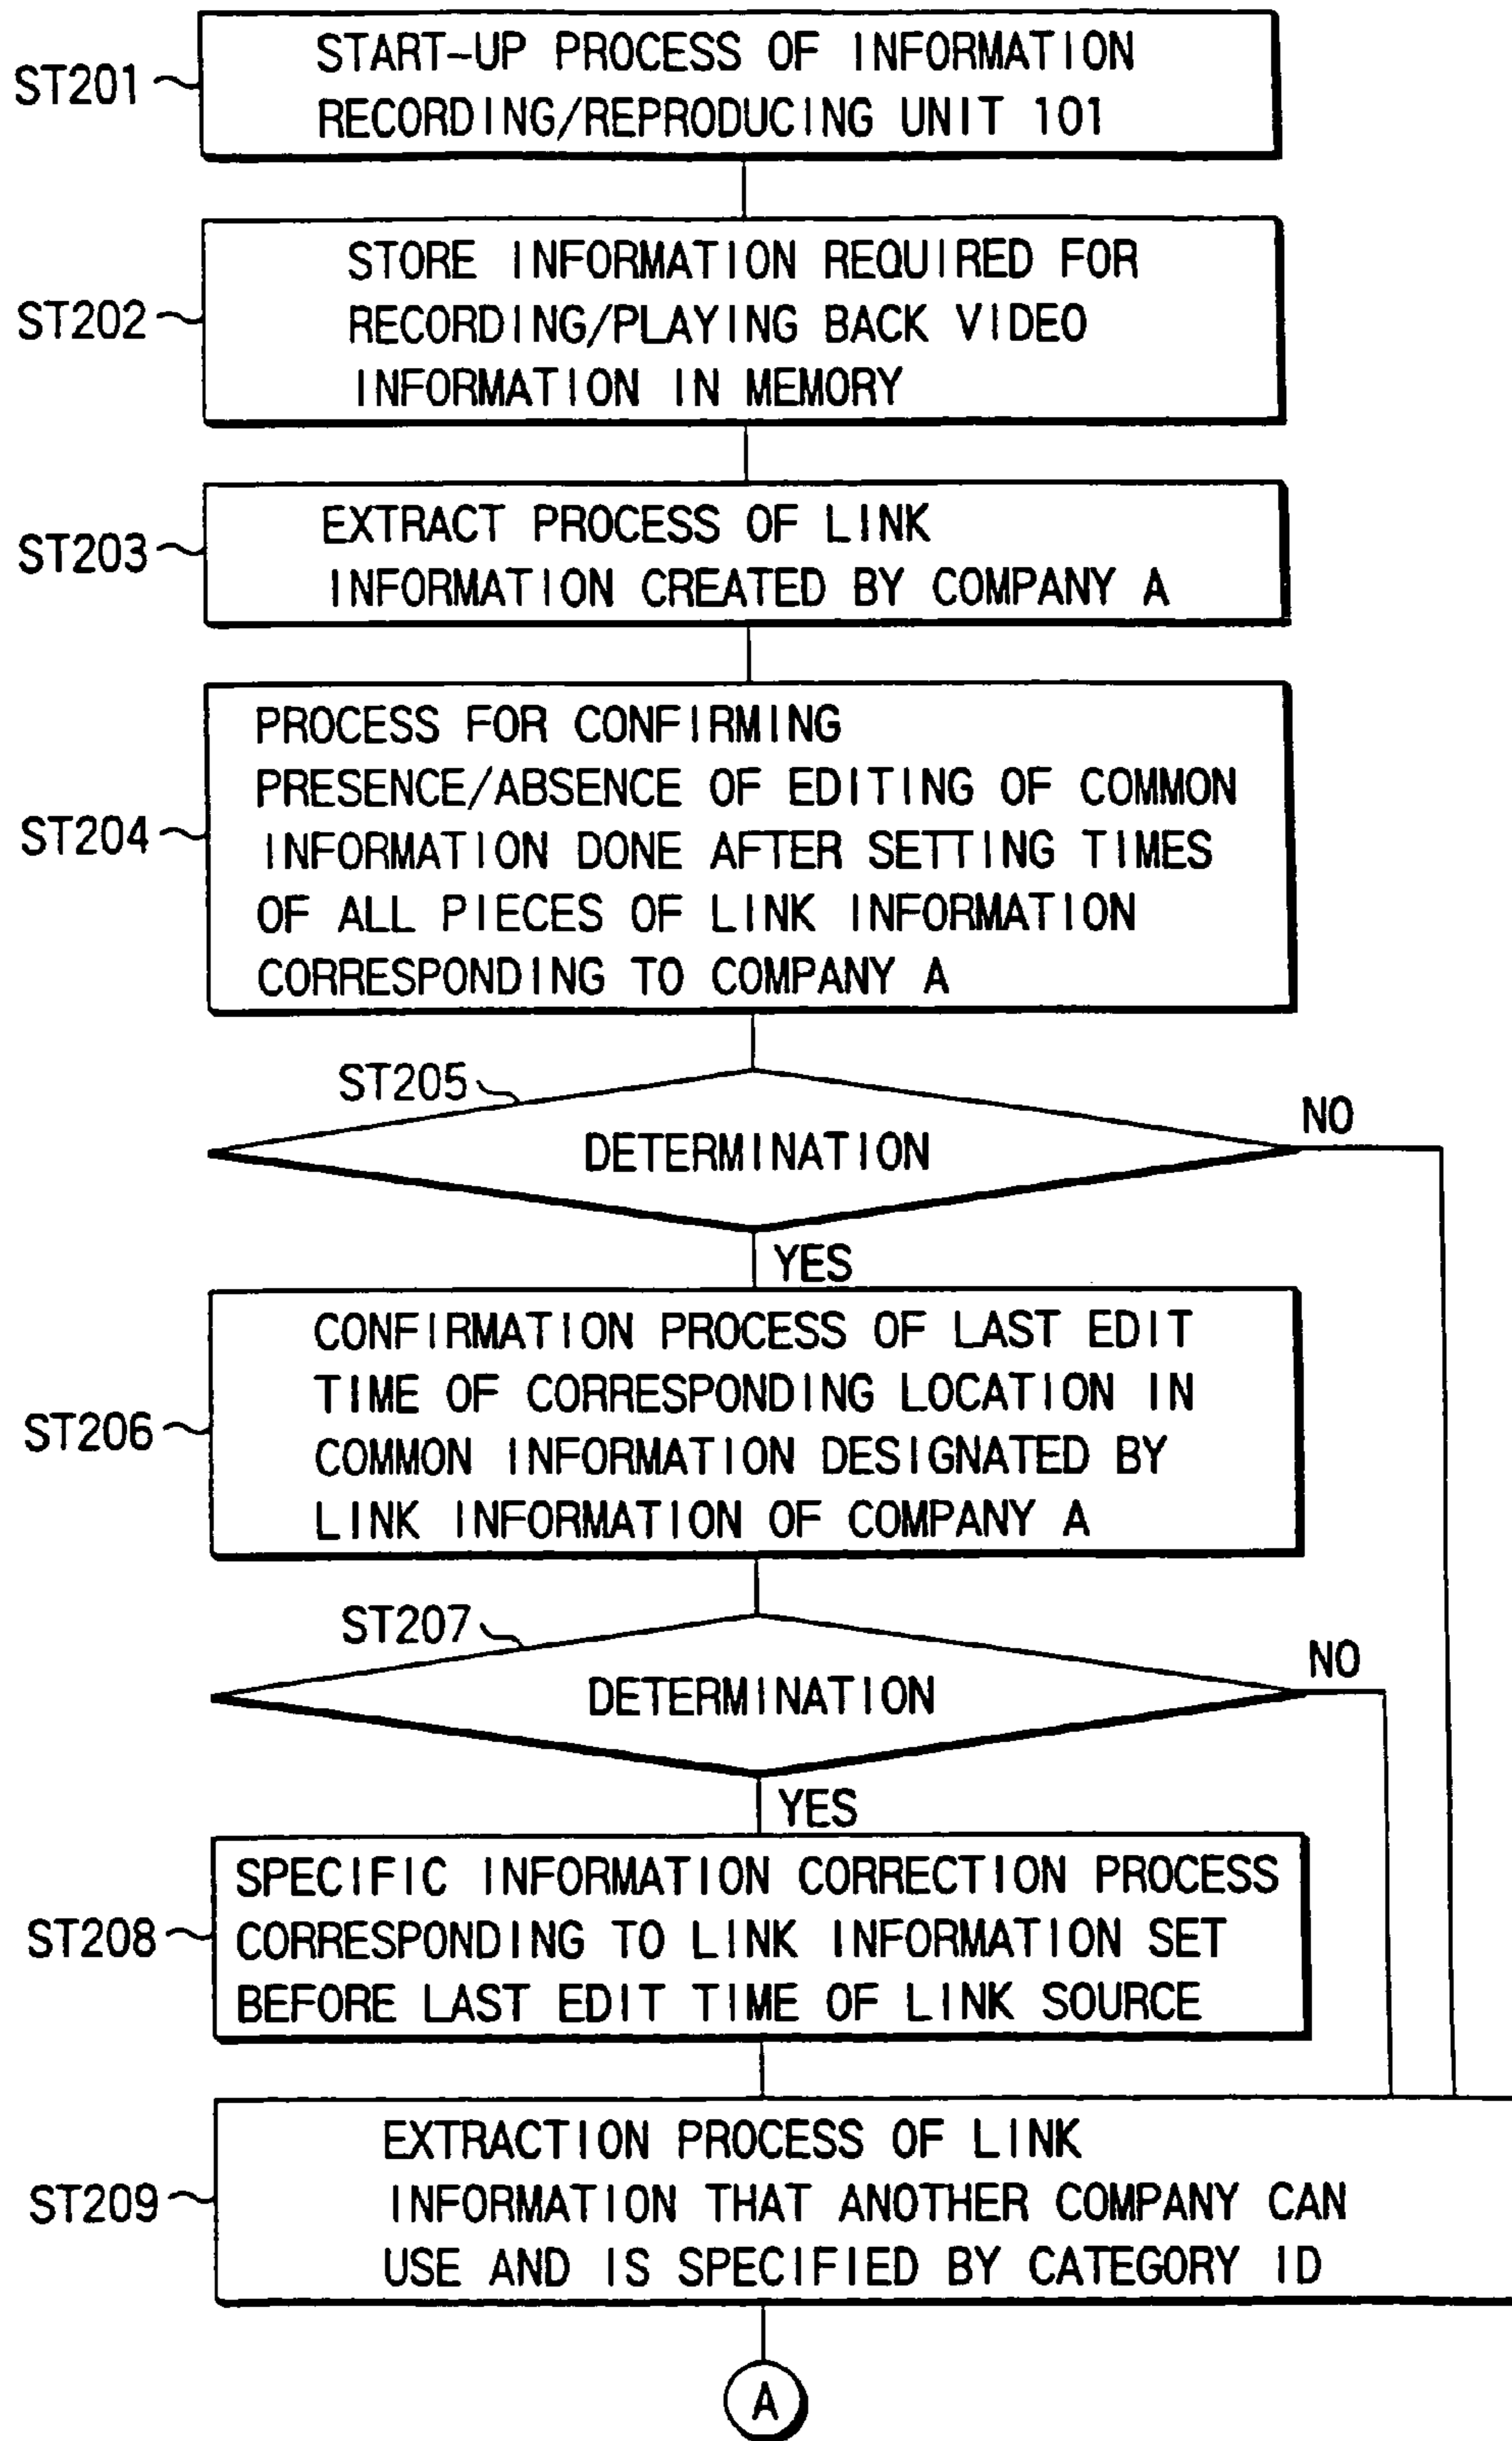 ST201
START-UP PROCESS OF INFORMATION
RECORDING/REPRODUCING UNIT 101
ST202
STORE INFORMATION REQUIRED FOR
RECORDING/PLAYING BACK VIDEO
INFORMATION IN MEMORY
ST203
EXTRACT PROCESS OF LINK
INFORMATION CREATED BY COMPANY A
ST204
PROCESS FOR CONFIRMING
PRESENCE/ABSENCE OF EDITING OF COMMON
INFORMATION DONE AFTER SETTING TIMES
OF ALL PIECES OF LINK INFORMATION
CORRESPONDING TO COMPANY A
ST205
DETERMINATION
NO
YES
ST206
CONFIRMATION PROCESS OF LAST EDIT
TIME OF CORRESPONDING LOCATION IN
COMMON INFORMATION DESIGNATED BY
LINK INFORMATION OF COMPANY A
ST207
DETERMINATION
NO
YES
ST208
SPECIFIC INFORMATION CORRECTION PROCESS
CORRESPONDING TO LINK INFORMATION SET
BEFORE LAST EDIT TIME OF LINK SOURCE
ST209
EXTRACTION PROCESS OF LINK
INFORMATION THAT ANOTHER COMPANY CAN
USE AND IS SPECIFIED BY CATEGORY ID
A